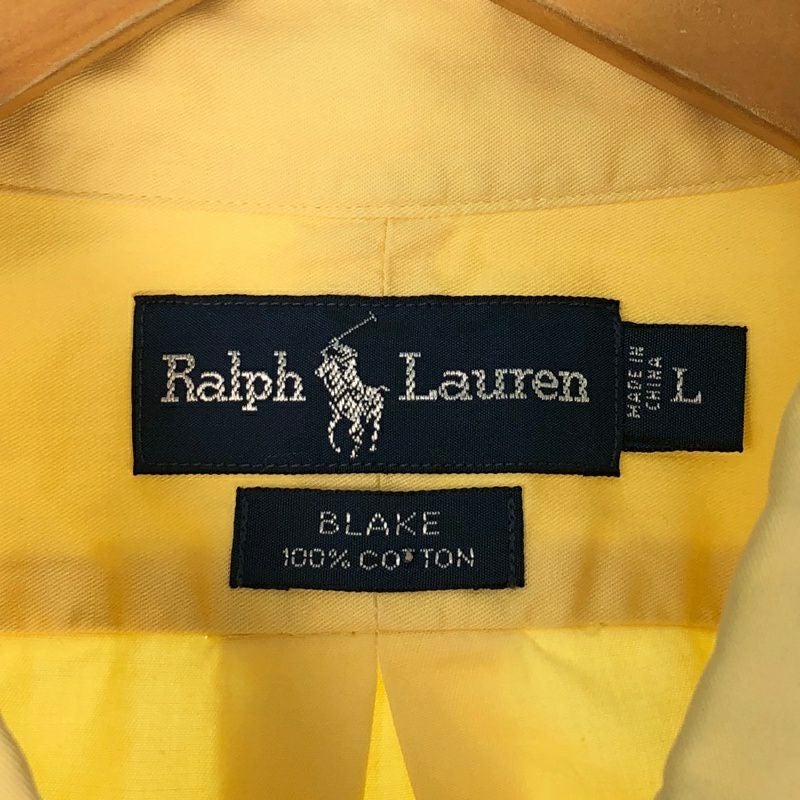 Ralph Lauren
MADE IN
CHINA
L
BLAKE
100% COTTON